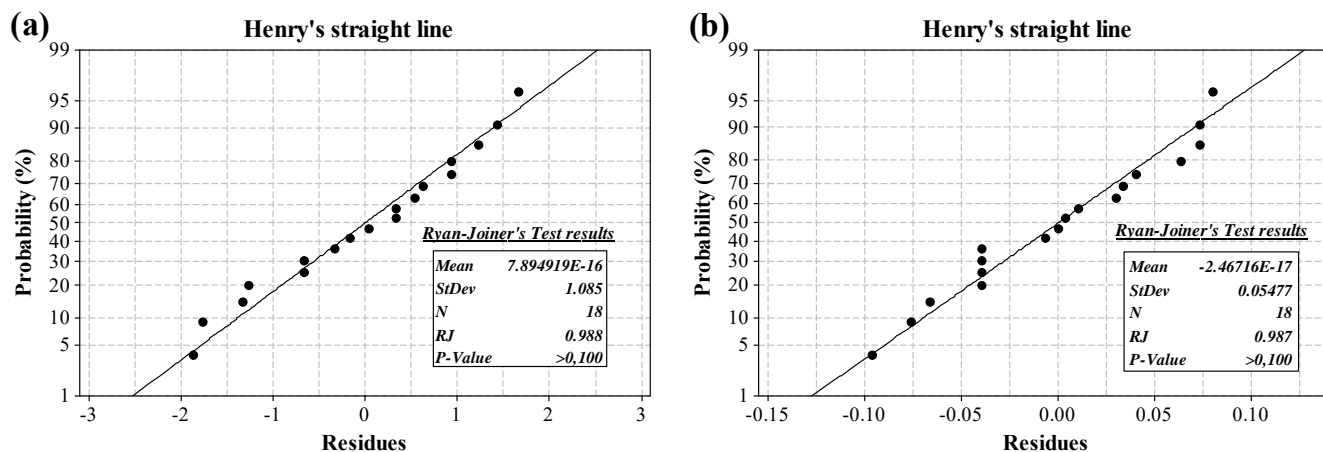 (a)
Henry's straight line
99
95
90
80
70
60
50
40
30
20
10
5
1
Probability (%)
-3 -2 -1 0 1 2 3
Residues
Ryan-Joiner's Test results
Mean 7.894919E-16
StDev 1.085
N 18
RJ 0.988
P-Value >0,100
(b)
Henry's straight line
99
95
90
80
70
60
50
40
30
20
10
5
1
Probability (%)
-0.15 -0.10 -0.05 0.00 0.05 0.10
Residues
Ryan-Joiner's Test results
Mean -2.46716E-17
StDev 0.05477
N 18
RJ 0.987
P-Value >0,100